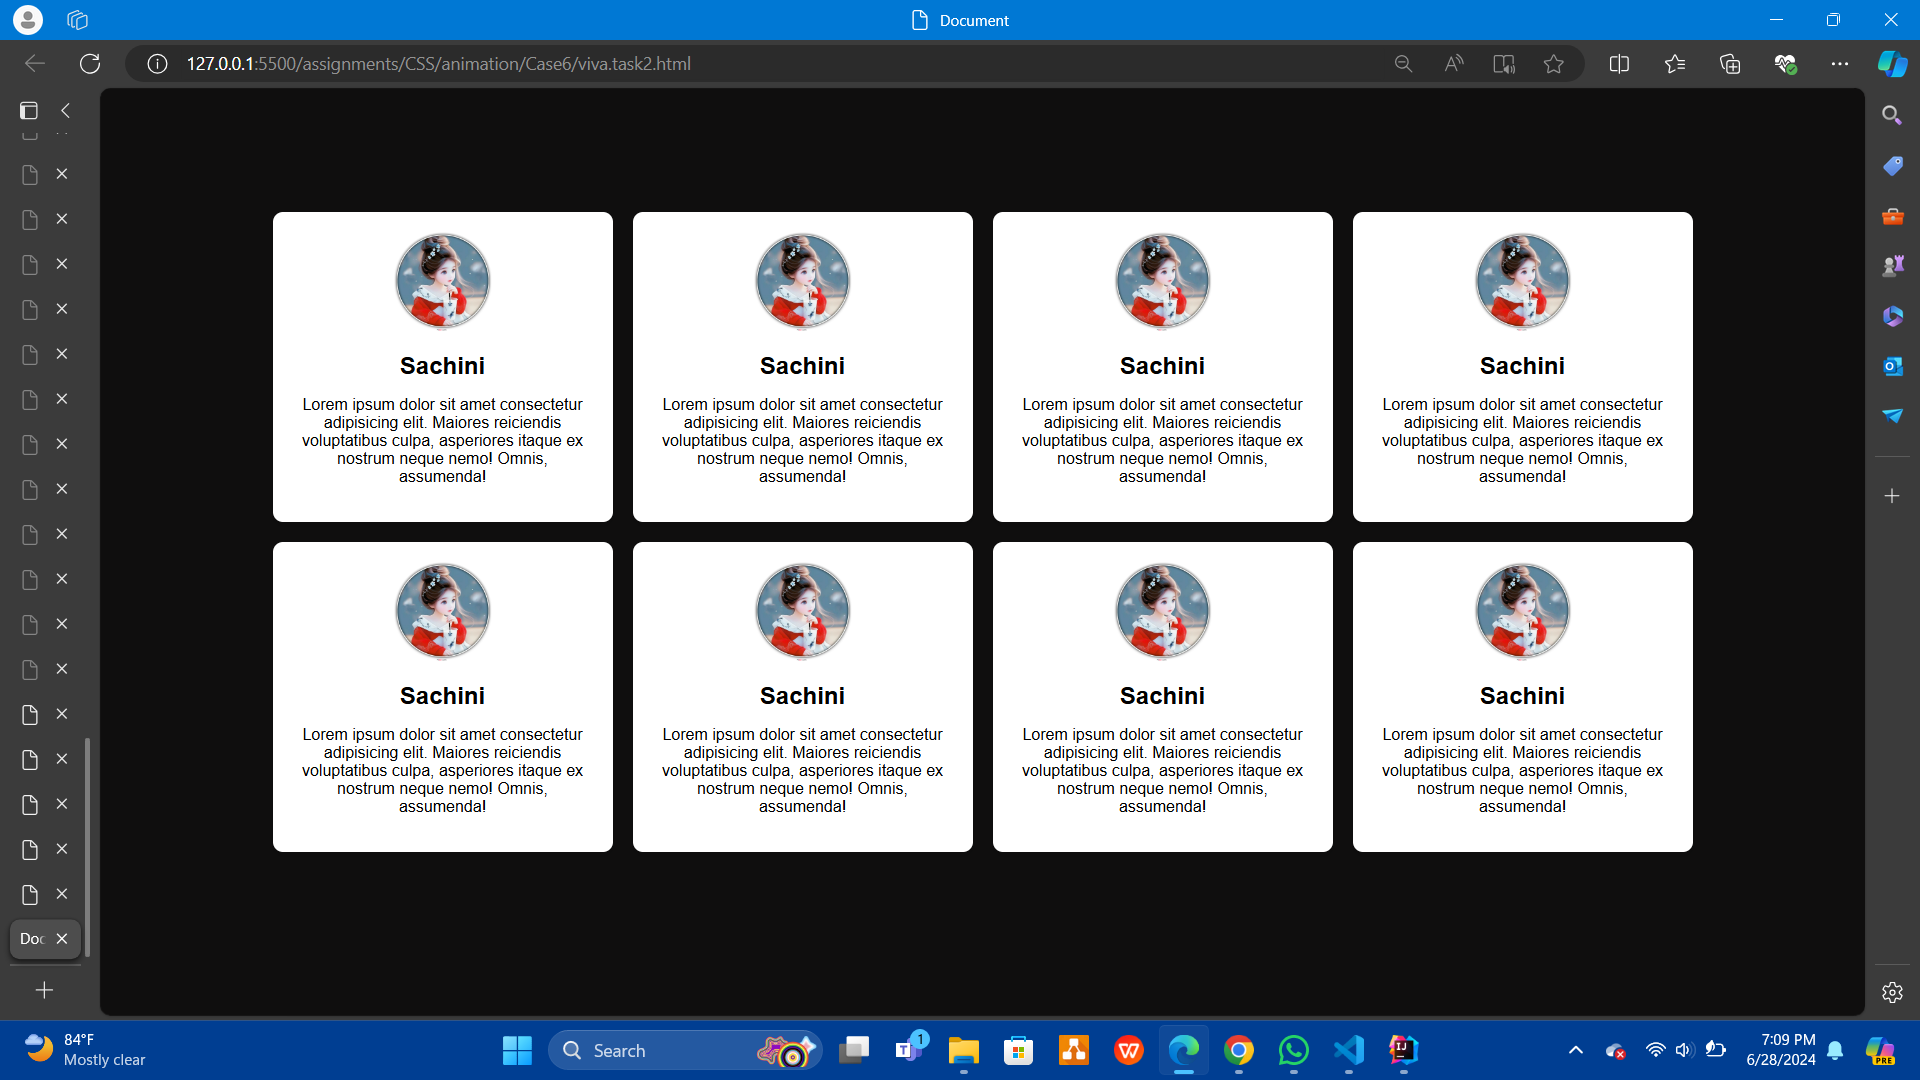 Document
127.0.0.1:5500/assignments/CSS/animation/Case6/viva.task2.html
Sachini
Lorem ipsum dolor sit amet consectetur
adipisicing elit. Maiores reiciendis
voluptatibus culpa, asperiores itaque ex
nostrum neque nemo! Omnis,
assumenda!
Sachini
Lorem ipsum dolor sit amet consectetur
adipisicing elit. Maiores reiciendis
voluptatibus culpa, asperiores itaque ex
nostrum neque nemo! Omnis,
assumenda!
Sachini
Lorem ipsum dolor sit amet consectetur
adipisicing elit. Maiores reiciendis
voluptatibus culpa, asperiores itaque ex
nostrum neque nemo! Omnis,
assumenda!
Sachini
Lorem ipsum dolor sit amet consectetur
adipisicing elit. Maiores reiciendis
voluptatibus culpa, asperiores itaque ex
nostrum neque nemo! Omnis,
assumenda!
Sachini
Lorem ipsum dolor sit amet consectetur
adipisicing elit. Maiores reiciendis
voluptatibus culpa, asperiores itaque ex
nostrum neque nemo! Omnis,
assumenda!
Sachini
Lorem ipsum dolor sit amet consectetur
adipisicing elit. Maiores reiciendis
voluptatibus culpa, asperiores itaque ex
nostrum neque nemo! Omnis,
assumenda!
Sachini
Lorem ipsum dolor sit amet consectetur
adipisicing elit. Maiores reiciendis
voluptatibus culpa, asperiores itaque ex
nostrum neque nemo! Omnis,
assumenda!
Sachini
Lorem ipsum dolor sit amet consectetur
adipisicing elit. Maiores reiciendis
voluptatibus culpa, asperiores itaque ex
nostrum neque nemo! Omnis,
assumenda!
Doc
84°F
Mostly clear
Search
1
7:09 PM
6/28/2024
PRE